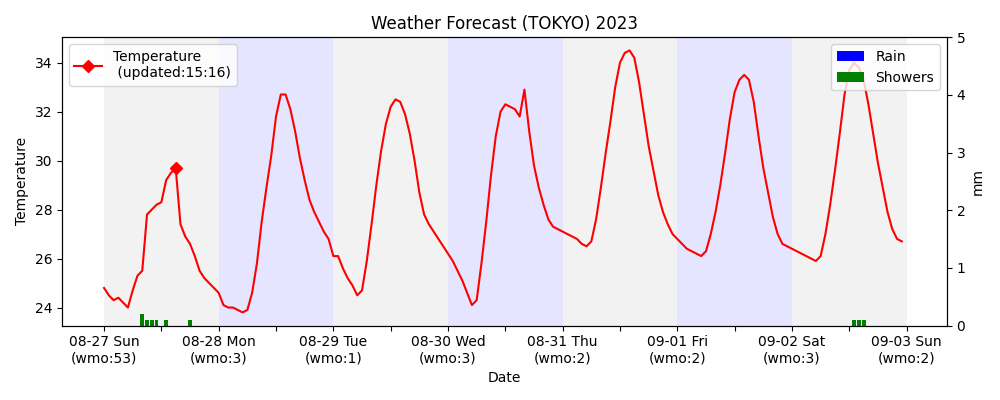 Weather Forecast (TOKYO) 2023
Temperature
(updated:15:16)
Rain
Showers
Temperature
34
32
30
28
26
24
5
4
3
2
1
0
mm
08-27 Sun
(wmo:53)
08-28 Mon
(wmo:3)
08-29 Tue
(wmo:1)
08-30 Wed
(wmo:3)
08-31 Thu
(wmo:2)
09-01 Fri
(wmo:2)
09-02 Sat
(wmo:3)
09-03 Sun
(wmo:2)
Date